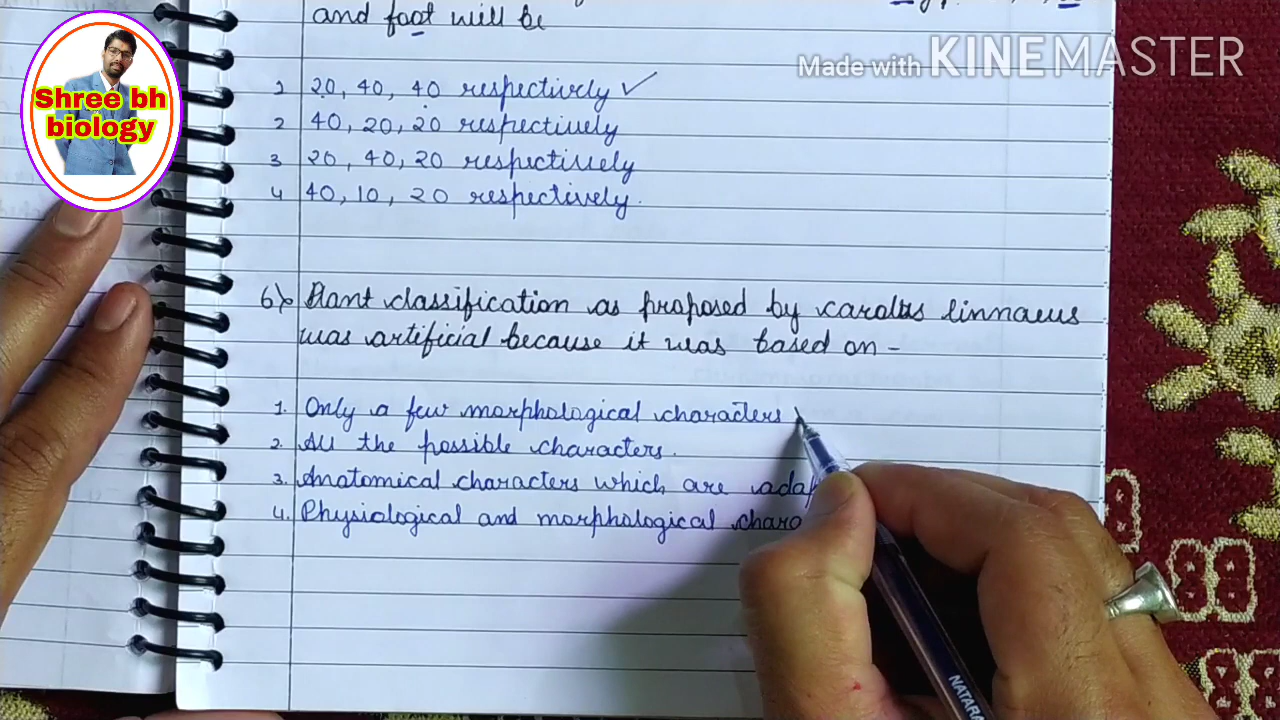 and foot will be
Made with KINEMASTER
Shree bh
biology
1 20, 40, 40 respectively ✓
2 40, 20, 20 respectively
3 20, 40, 20 respectively
4 40, 10, 20 respectively.
6) Plant classification as proposed by carolus linnaeus
was artificial because it was based on -
1. Only a few morphological characters
2. All the possible characters.
3. Anatomical characters which are adap
4. Physiological and morphological chara
NATARA